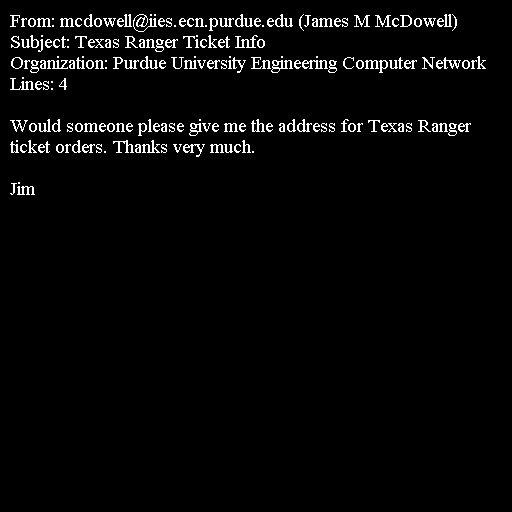 From: mcdowell@iies.ecn.purdue.edu (James M McDowell)
Subject: Texas Ranger Ticket Info
Organization: Purdue University Engineering Computer Network
Lines: 4

Would someone please give me the address for Texas Ranger
ticket orders. Thanks very much.

Jim